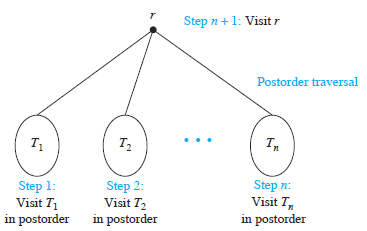 r
Step n + 1: Visit r
Postorder traversal
T1 T2 ... Tn
Step 1: Step 2: Step n:
Visit T1 Visit T2 Visit Tn
in postorder in postorder in postorder